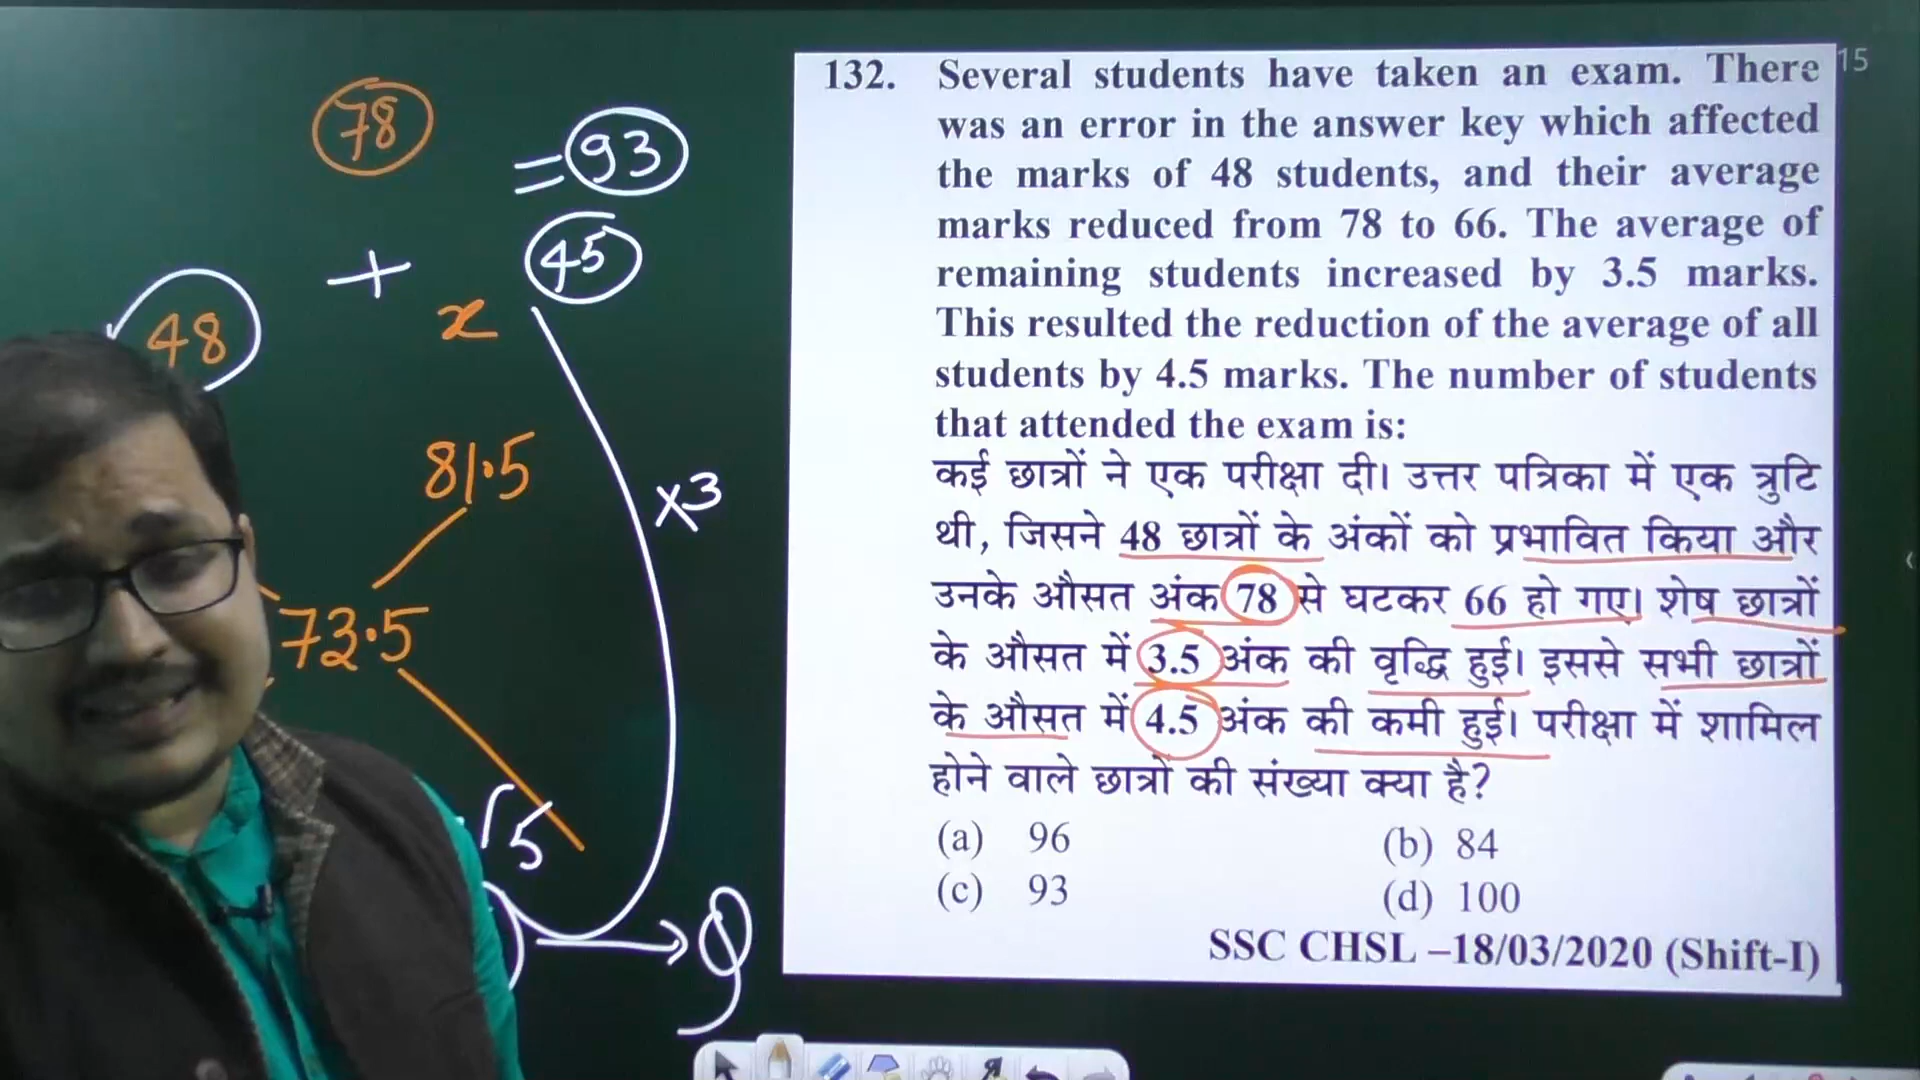 78
= 93
+
45
48
x
81.5
×3
72.5
5
15
132. Several students have taken an exam. There
was an error in the answer key which affected
the marks of 48 students, and their average
marks reduced from 78 to 66. The average of
remaining students increased by 3.5 marks.
This resulted the reduction of the average of all
students by 4.5 marks. The number of students
that attended the exam is:
कई छात्रों ने एक परीक्षा दी। उत्तर पत्रिका में एक त्रुटि
थी, जिसने 48 छात्रों के अंकों को प्रभावित किया और
उनके औसत अंक 78 से घटकर 66 हो गए। शेष छात्रों
के औसत में 3.5 अंक की वृद्धि हुई। इससे सभी छात्रों
के औसत में 4.5 अंक की कमी हुई। परीक्षा में शामिल
होने वाले छात्रों की संख्या क्या है?
(a) 96 (b) 84
(c) 93 (d) 100
SSC CHSL –18/03/2020 (Shift-I)